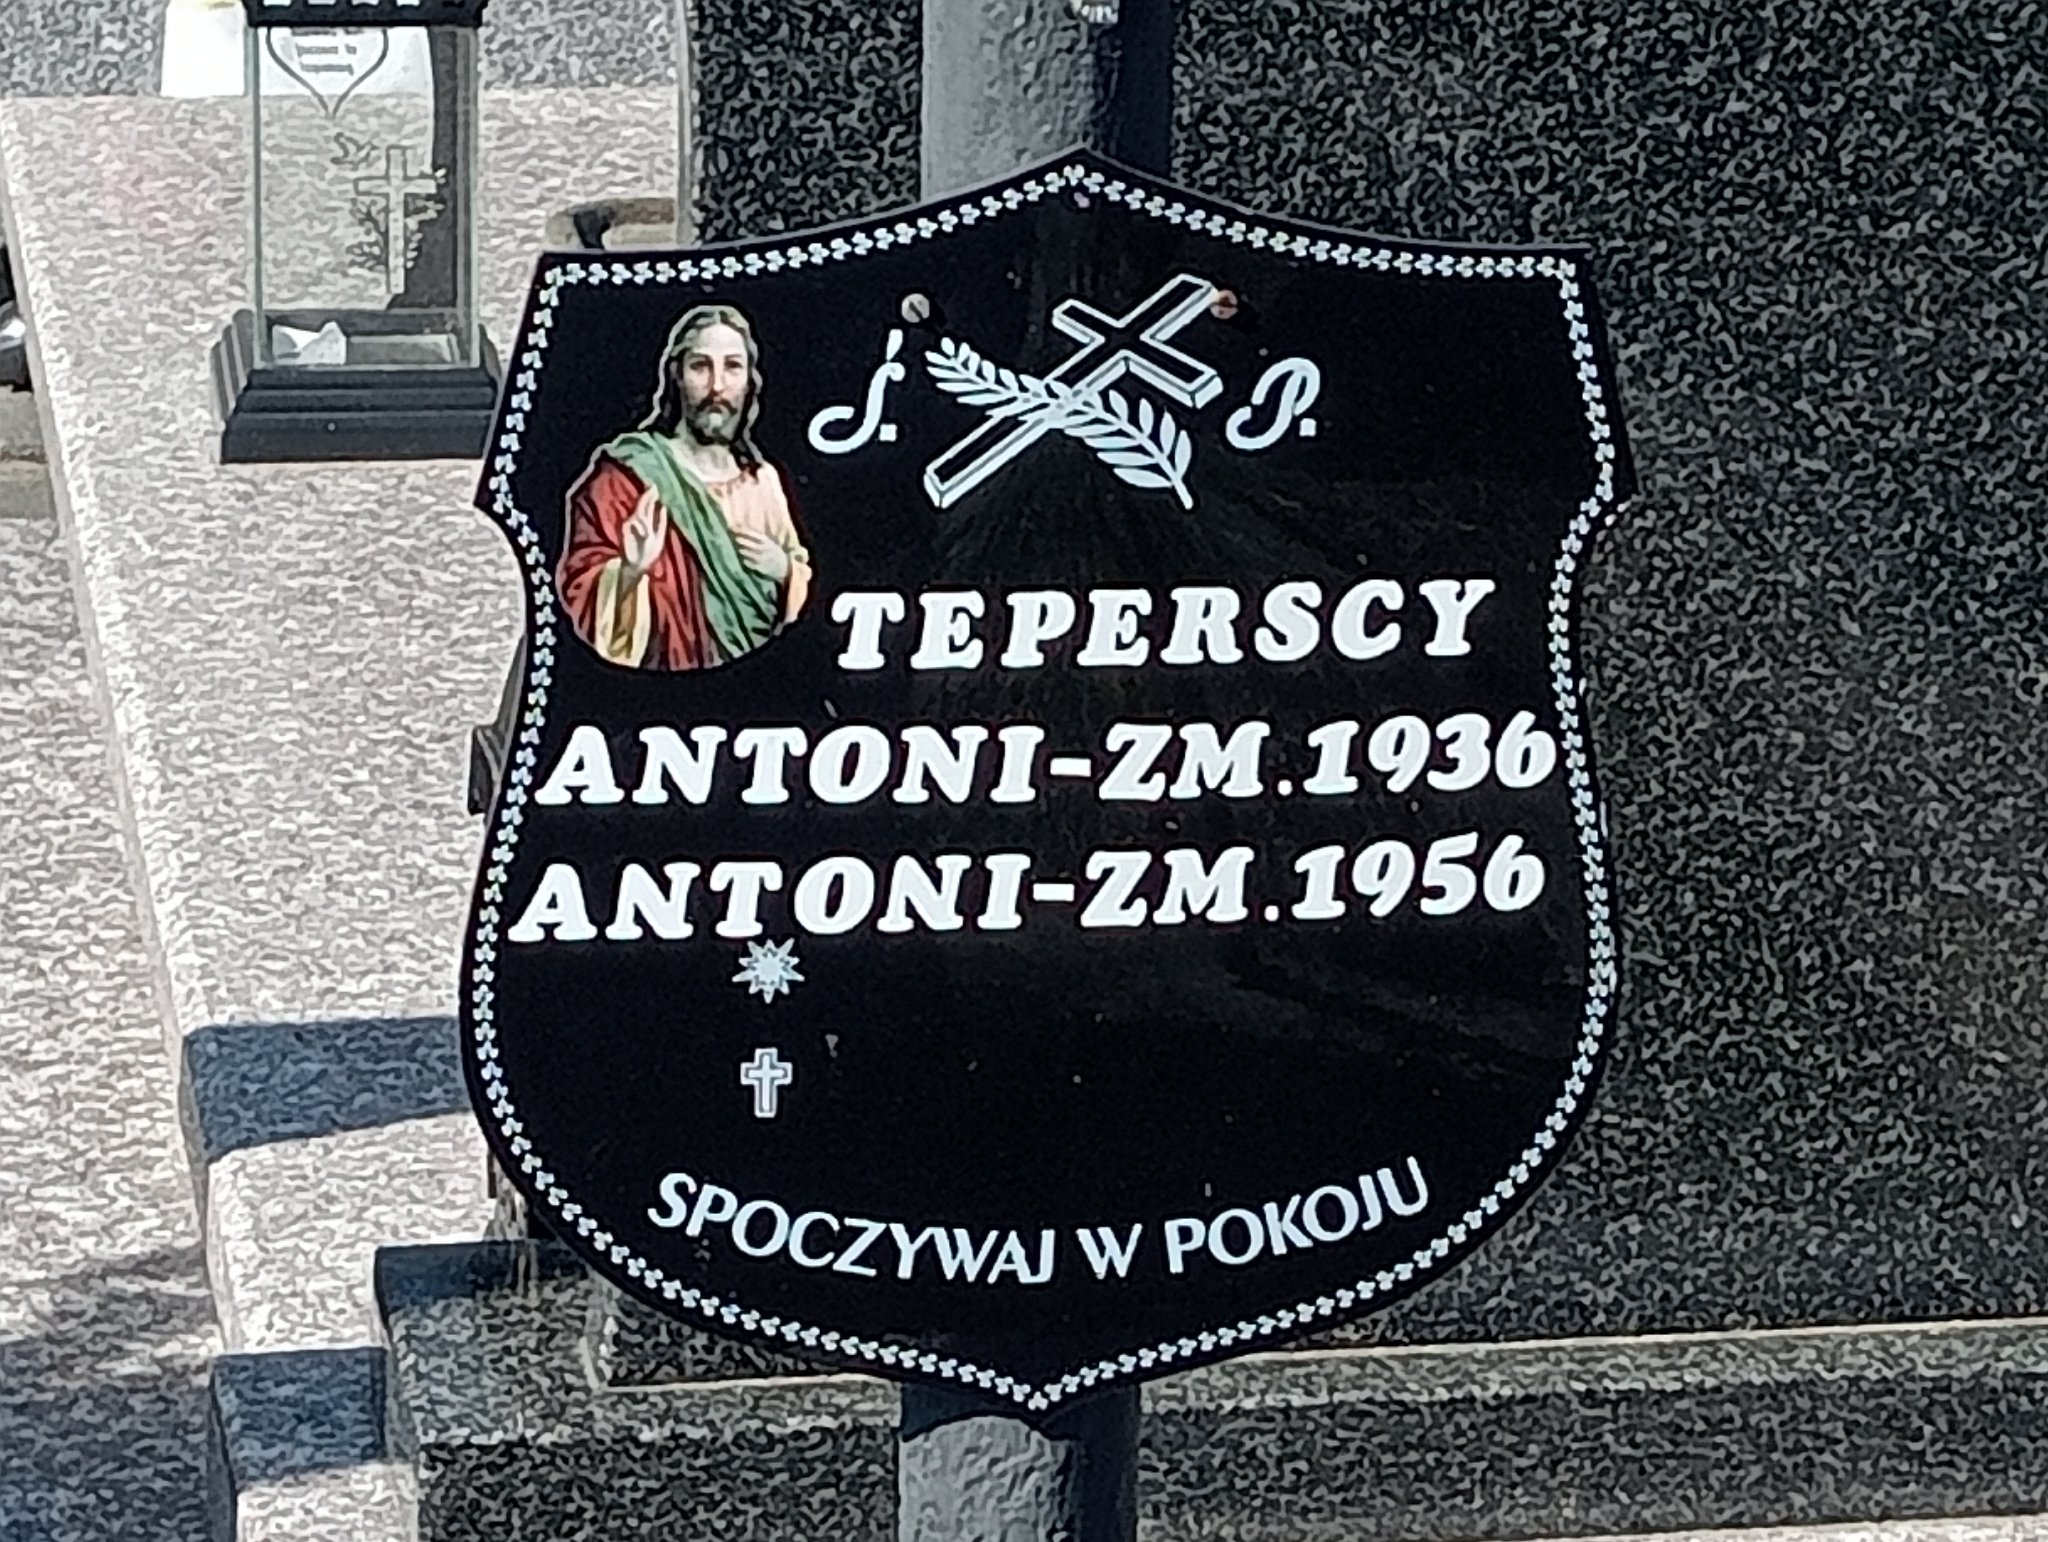 Ś. P.
TEPERSCY
ANTONI-ZM.1936
ANTONI-ZM.1956
SPOCZYWAJ W POKOJU